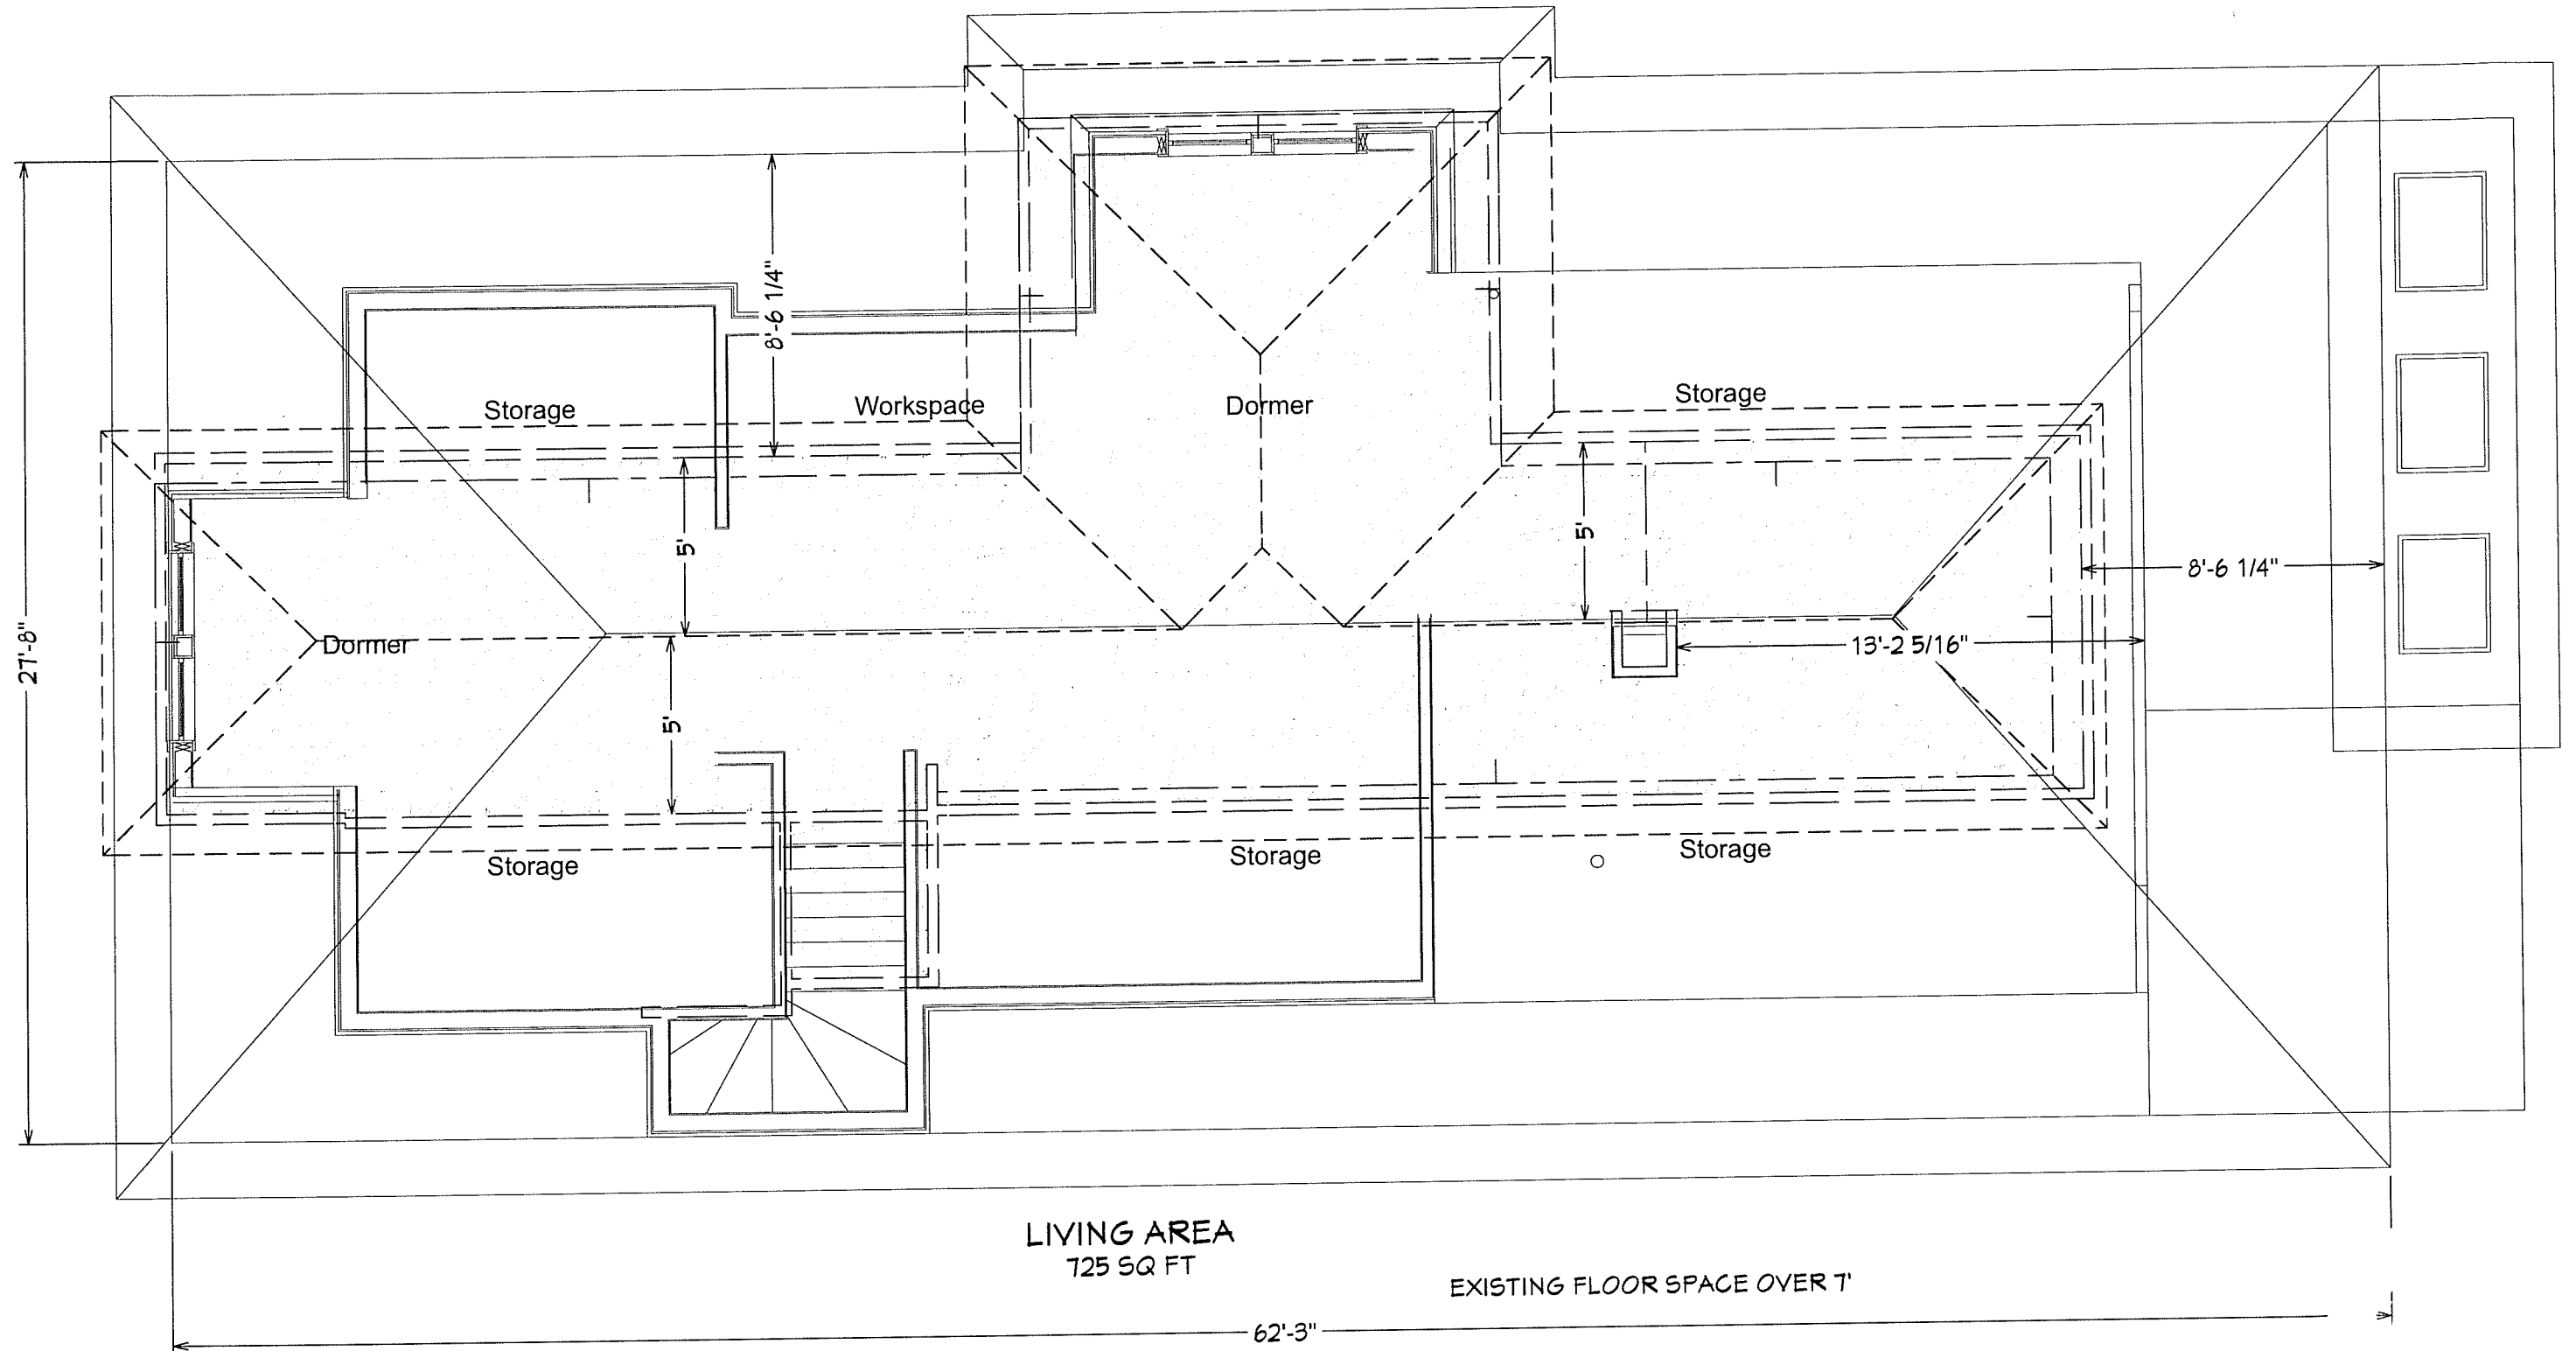 8'-6 1/4"
Storage
Workspace
Dormer
Storage
5'
5'
8'-6 1/4"
27'-8"
Dormer
13'-2 5/16"
5'
Storage
Storage
Storage
LIVING AREA
725 SQ FT
EXISTING FLOOR SPACE OVER 7'
62'-3"